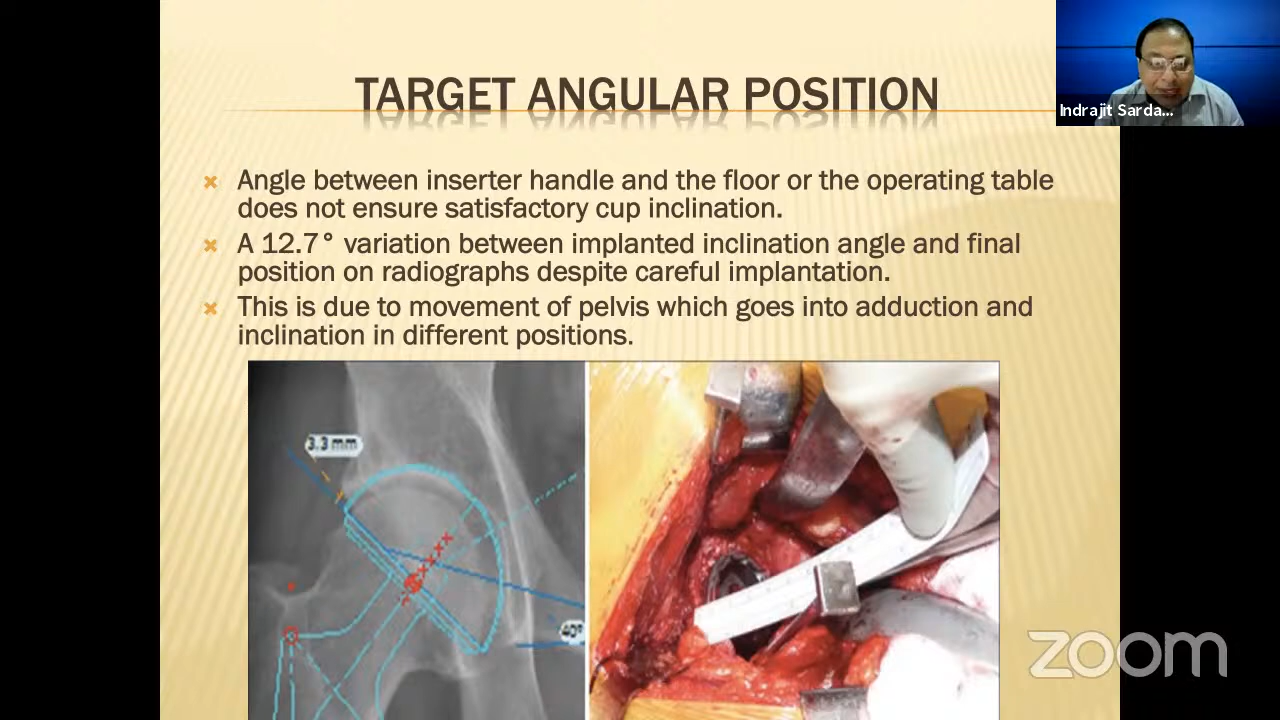 TARGET ANGULAR POSITION
Indrajit Sarda...
Angle between inserter handle and the floor or the operating table
does not ensure satisfactory cup inclination.
A 12.7° variation between implanted inclination angle and final
position on radiographs despite careful implantation.
This is due to movement of pelvis which goes into adduction and
inclination in different positions.
3.3 mm
40°
zoom